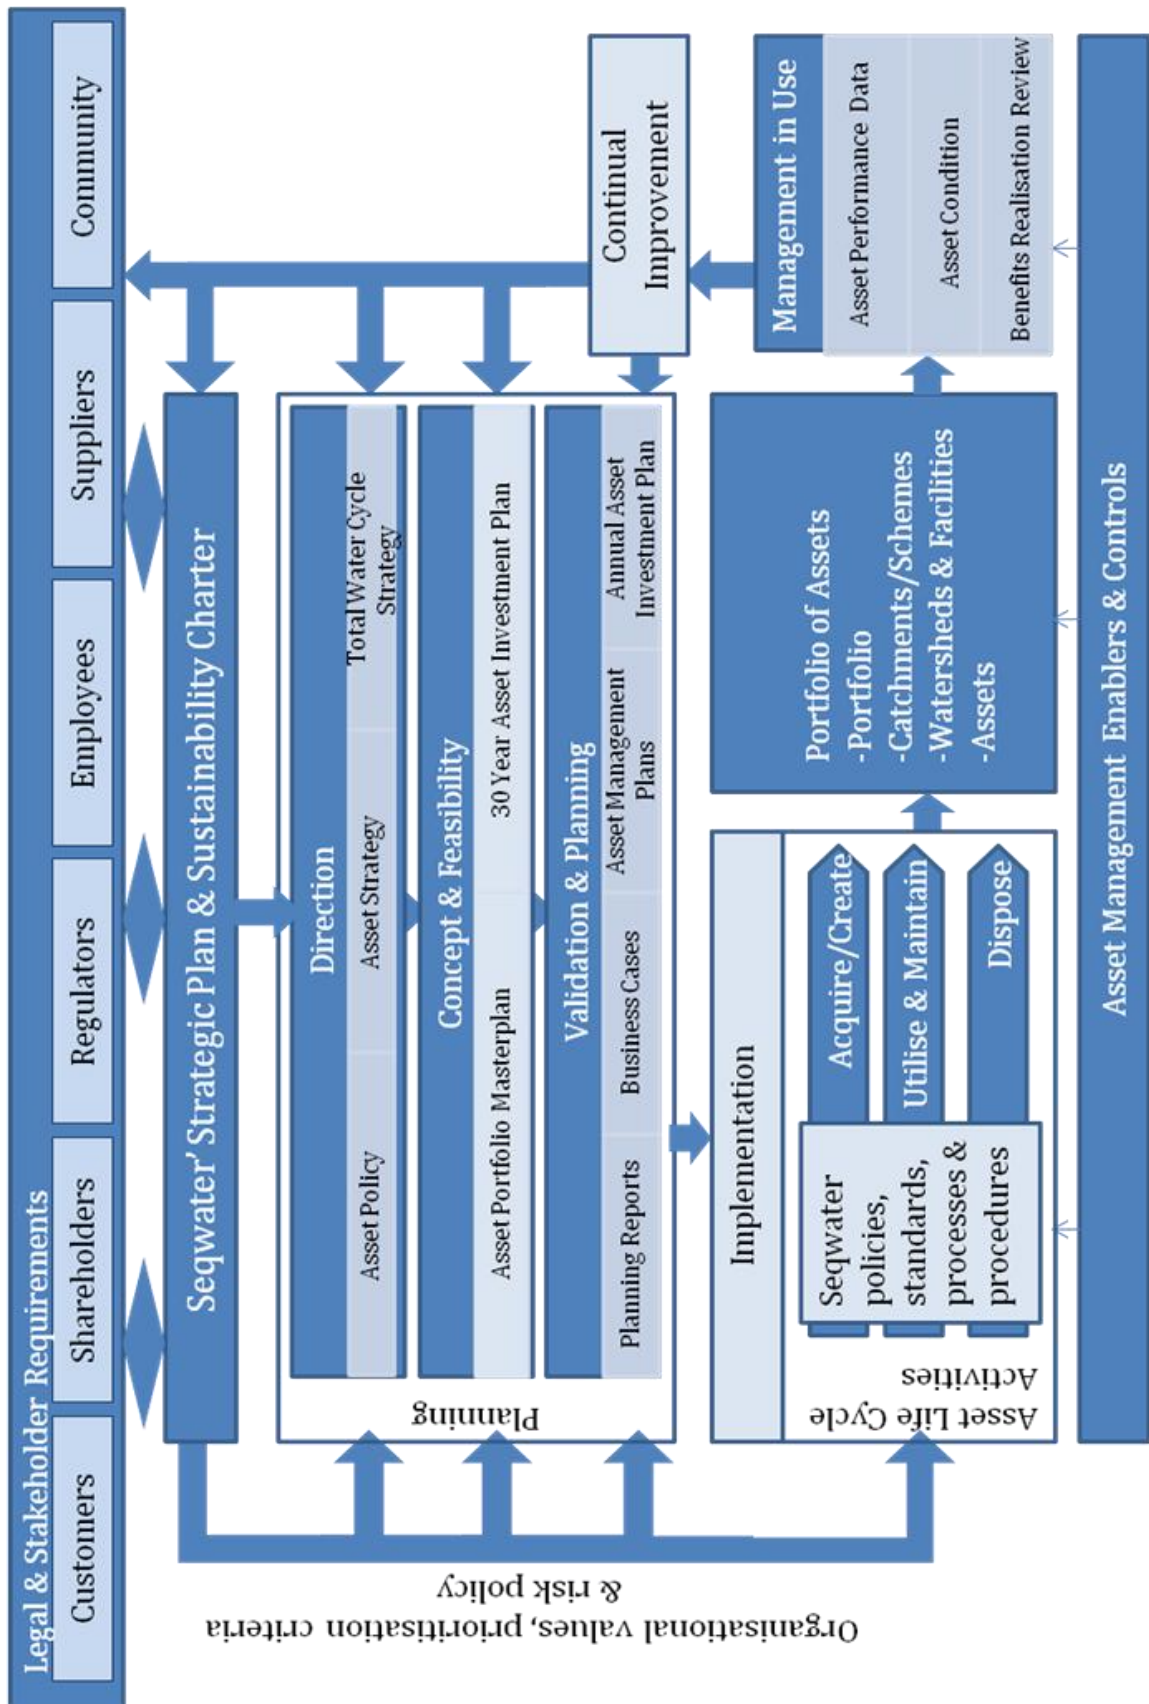 Legal & Stakeholder Requirements
Customers
Shareholders
Regulators
Employees
Suppliers
Community
Seqwater' Strategic Plan & Sustainability Charter
Organisational values, prioritisation criteria
& risk policy
Planning
Direction
Asset Policy
Asset Strategy
Total Water Cycle
Strategy
Concept & Feasibility
Asset Portfolio Masterplan
30 Year Asset Investment Plan
Validation & Planning
Planning Reports
Business Cases
Asset Management
Plans
Annual Asset
Investment Plan
Continual
Improvement
Implementation
Asset Life Cycle
Activities
Seqwater
policies,
standards,
processes &
procedures
Acquire/Create
Utilise & Maintain
Dispose
Portfolio of Assets
-Portfolio
-Catchments/Schemes
-Watersheds & Facilities
-Assets
Management in Use
Asset Performance Data
Asset Condition
Benefits Realisation Review
Asset Management Enablers & Controls